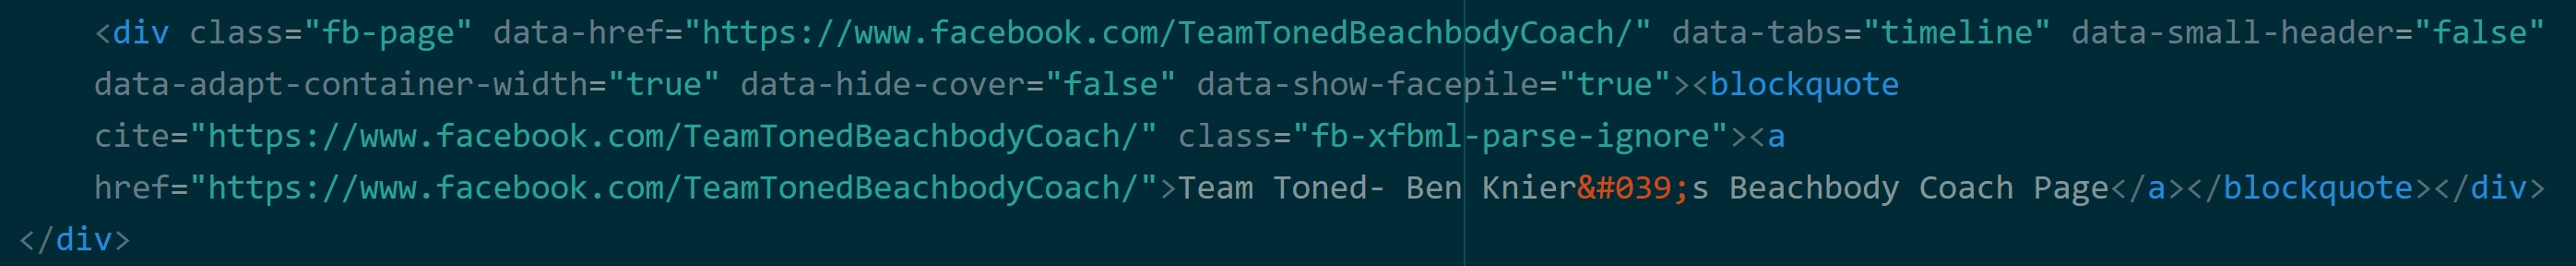 <div class="fb-page" data-href="https://www.facebook.com/TeamTonedBeachbodyCoach/" data-tabs="timeline" data-small-header="false"
data-adapt-container-width="true" data-hide-cover="false" data-show-facepile="true"><blockquote
cite="https://www.facebook.com/TeamTonedBeachbodyCoach/" class="fb-xfbml-parse-ignore"><a
href="https://www.facebook.com/TeamTonedBeachbodyCoach/">Team Toned- Ben Knier&#039;s Beachbody Coach Page</a></blockquote></div>
</div>